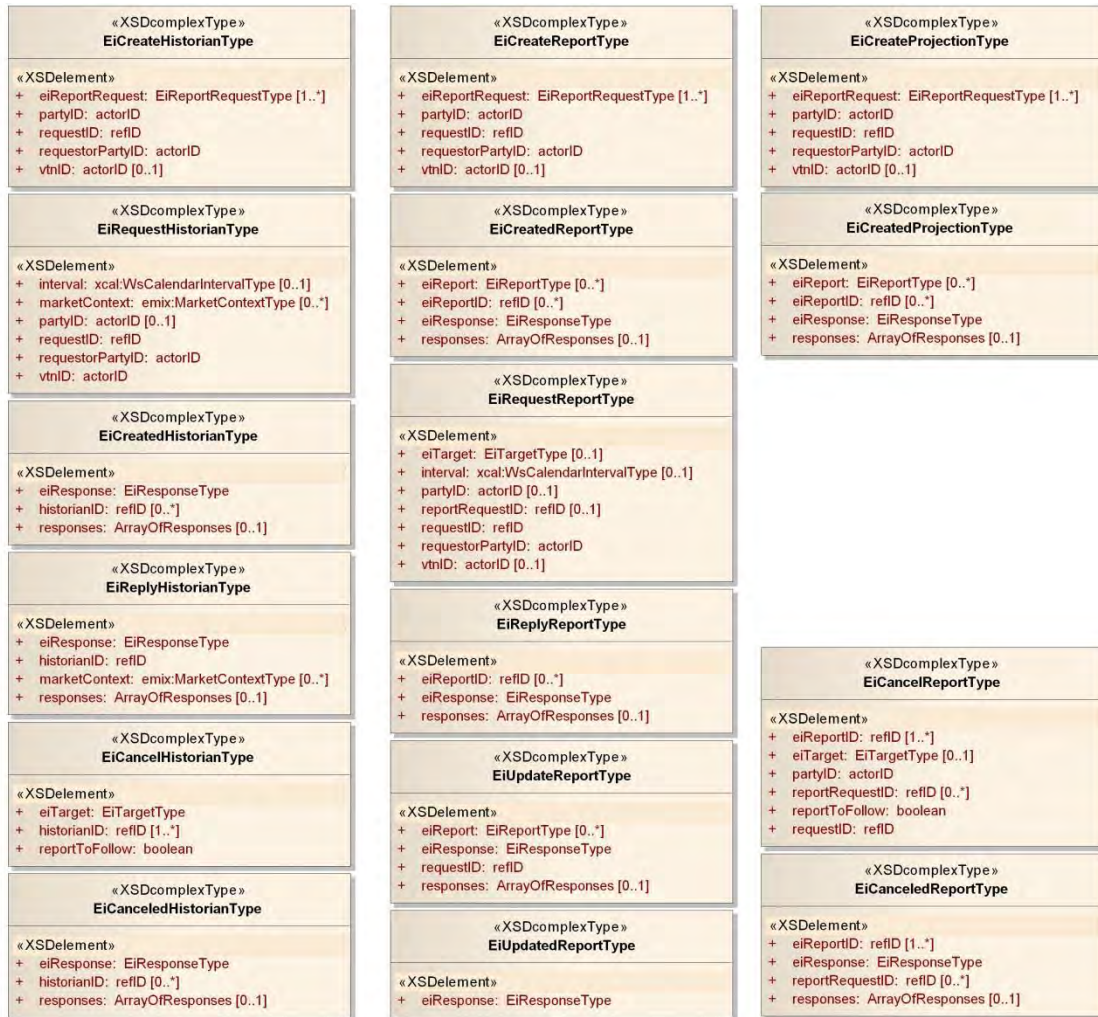 «XSDcomplexType»
EiCreateHistorianType
«XSDelement»
+ eiReportRequest: EiReportRequestType [1..*]
+ partyID: actorID
+ requestID: refID
+ requestorPartyID: actorID
+ vtnID: actorID [0..1]
«XSDcomplexType»
EiRequestHistorianType
«XSDelement»
+ interval: xcal:WsCalendarIntervalType [0..1]
+ marketContext: emix:MarketContextType [0..*]
+ partyID: actorID [0..1]
+ requestID: refID
+ requestorPartyID: actorID
+ vtnID: actorID
«XSDcomplexType»
EiCreatedHistorianType
«XSDelement»
+ eiResponse: EiResponseType
+ historianID: refID [0..*]
+ responses: ArrayOfResponses [0..1]
«XSDcomplexType»
EiReplyHistorianType
«XSDelement»
+ eiResponse: EiResponseType
+ historianID: refID
+ marketContext: emix:MarketContextType [0..*]
+ responses: ArrayOfResponses [0..1]
«XSDcomplexType»
EiCancelHistorianType
«XSDelement»
+ eiTarget: EiTargetType
+ historianID: refID [1..*]
+ reportToFollow: boolean
«XSDcomplexType»
EiCanceledHistorianType
«XSDelement»
+ eiResponse: EiResponseType
+ historianID: refID [0..*]
+ responses: ArrayOfResponses [0..1]
«XSDcomplexType»
EiCreateReportType
«XSDelement»
+ eiReportRequest: EiReportRequestType [1..*]
+ partyID: actorID
+ requestID: refID
+ requestorPartyID: actorID
+ vtnID: actorID [0..1]
«XSDcomplexType»
EiCreatedReportType
«XSDelement»
+ eiReport: EiReportType [0..*]
+ eiReportID: refID [0..*]
+ eiResponse: EiResponseType
+ responses: ArrayOfResponses [0..1]
«XSDcomplexType»
EiRequestReportType
«XSDelement»
+ eiTarget: EiTargetType [0..1]
+ interval: xcal:WsCalendarIntervalType [0..1]
+ partyID: actorID [0..1]
+ reportRequestID: refID [0..1]
+ requestID: refID
+ requestorPartyID: actorID
+ vtnID: actorID [0..1]
«XSDcomplexType»
EiReplyReportType
«XSDelement»
+ eiReportID: refID [0..*]
+ eiResponse: EiResponseType
+ responses: ArrayOfResponses [0..1]
«XSDcomplexType»
EiUpdateReportType
«XSDelement»
+ eiReport: EiReportType [0..*]
+ eiResponse: EiResponseType
+ requestID: refID
+ responses: ArrayOfResponses [0..1]
«XSDcomplexType»
EiUpdatedReportType
«XSDelement»
+ eiResponse: EiResponseType
«XSDcomplexType»
EiCreateProjectionType
«XSDelement»
+ eiReportRequest: EiReportRequestType [1..*]
+ partyID: actorID
+ requestID: refID
+ requestorPartyID: actorID
+ vtnID: actorID [0..1]
«XSDcomplexType»
EiCreatedProjectionType
«XSDelement»
+ eiReport: EiReportType [0..*]
+ eiReportID: refID [0..*]
+ eiResponse: EiResponseType
+ responses: ArrayOfResponses [0..1]
«XSDcomplexType»
EiCancelReportType
«XSDelement»
+ eiReportID: refID [1..*]
+ eiTarget: EiTargetType [0..1]
+ partyID: actorID
+ reportRequestID: refID [0..*]
+ reportToFollow: boolean
+ requestID: refID
«XSDcomplexType»
EiCanceledReportType
«XSDelement»
+ eiReportID: refID [1..*]
+ eiResponse: EiResponseType
+ reportRequestID: refID [0..*]
+ responses: ArrayOfResponses [0..1]